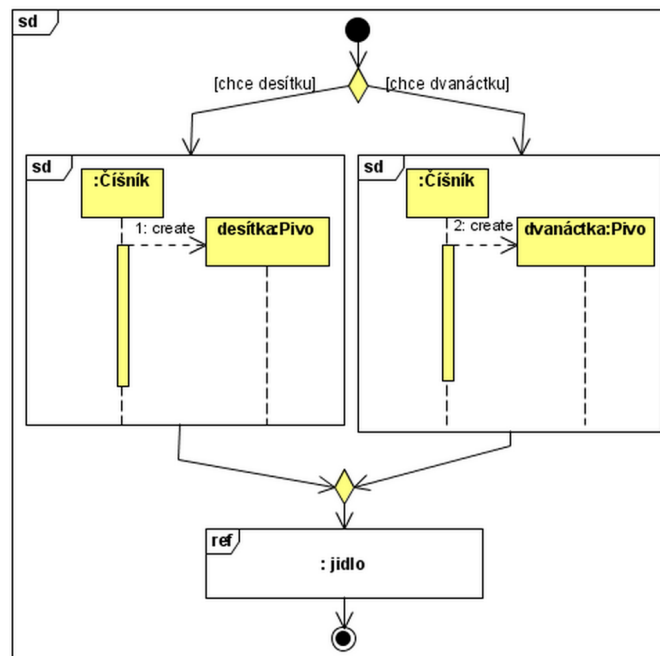 sd
[chce desítku]
[chce dvanáctku]
sd
:Číšník
1: create
desítka:Pivo
sd
:Číšník
2: create
dvanáctka:Pivo
ref
: jidlo